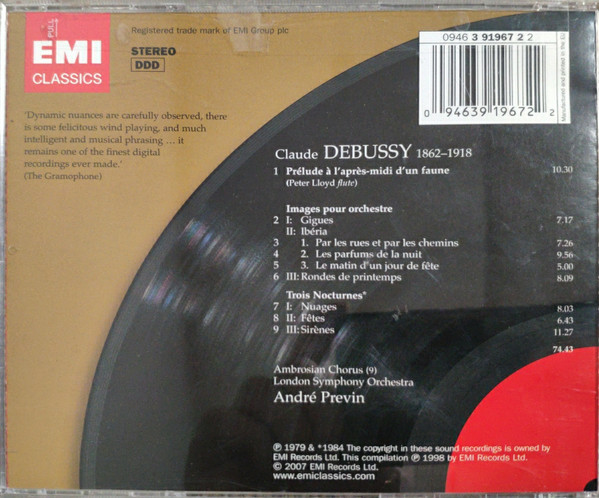 PULL
EMI
CLASSICS
Registered trade mark of EMI Group plc
STEREO
DDD
0946 3 91967 2 2
0 94639 19672 2
Manufactured and printed in the EU
'Dynamic nuances are carefully observed, there
is some felicitous wind playing, and much
intelligent and musical phrasing ... it
remains one of the finest digital
recordings ever made.'
(The Gramophone)
Claude DEBUSSY 1862–1918
1 Prélude à l'après-midi d'un faune 10.30
(Peter Lloyd flute)
Images pour orchestre
2 I: Gigues 7.17
II: Ibéria
3 1. Par les rues et par les chemins 7.26
4 2. Les parfums de la nuit 9.56
5 3. Le matin d'un jour de fête 5.00
6 III: Rondes de printemps 8.09
Trois Nocturnes*
7 I: Nuages 8.03
8 II: Fêtes 6.43
9 III: Sirènes 11.27
74.43
Ambrosian Chorus (9)
London Symphony Orchestra
André Previn
℗ 1979 & *1984 The copyright in these sound recordings is owned by
EMI Records Ltd. This compilation ℗ 1998 by EMI Records Ltd.
© 2007 EMI Records Ltd.
www.emiclassics.com